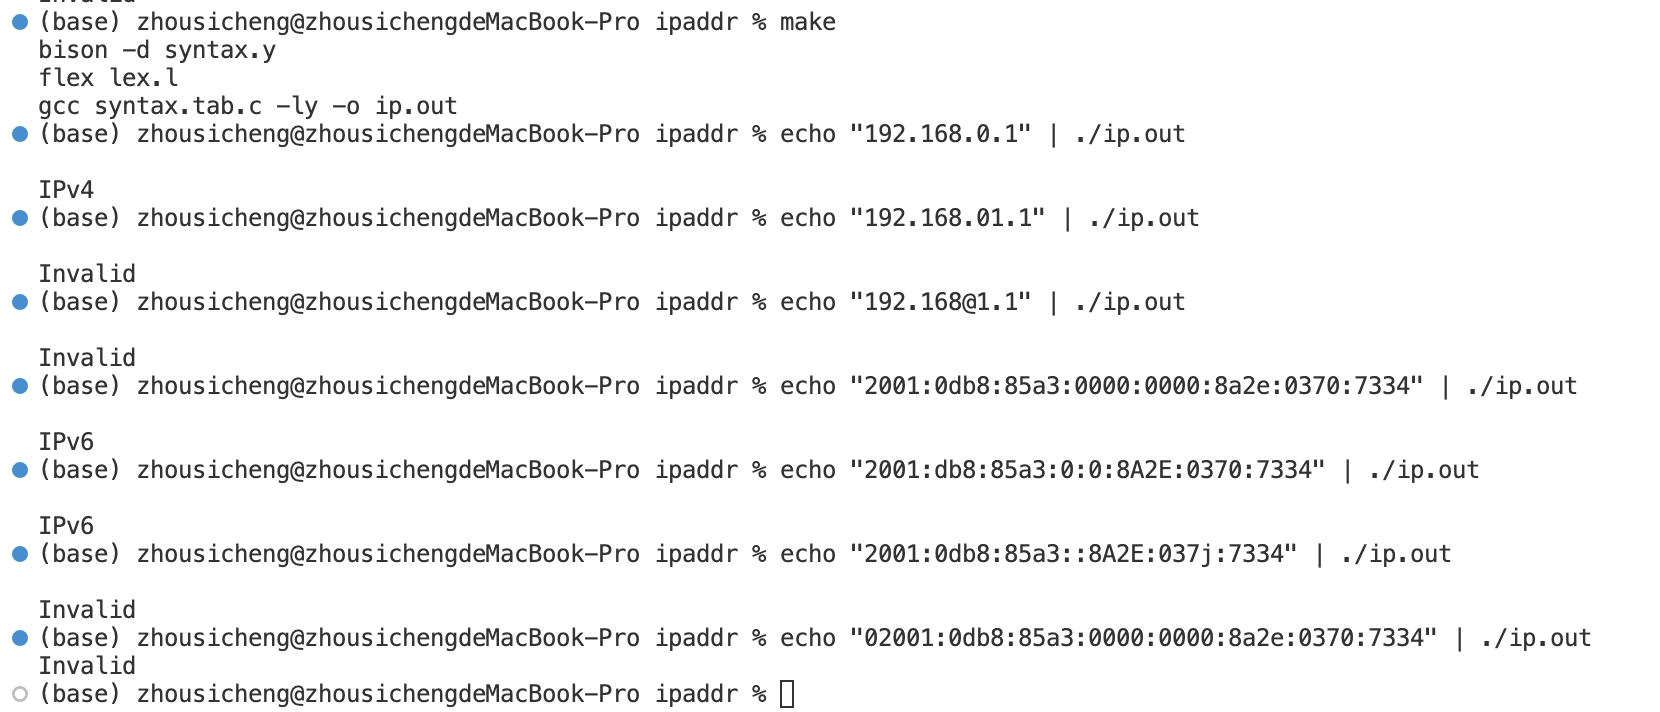 Invalid
(base) zhousicheng@zhousichengdeMacBook-Pro ipaddr % make
bison -d syntax.y
flex lex.l
gcc syntax.tab.c -ly -o ip.out
(base) zhousicheng@zhousichengdeMacBook-Pro ipaddr % echo "192.168.0.1" | ./ip.out
IPv4
(base) zhousicheng@zhousichengdeMacBook-Pro ipaddr % echo "192.168.01.1" | ./ip.out
Invalid
(base) zhousicheng@zhousichengdeMacBook-Pro ipaddr % echo "192.168@1.1" | ./ip.out
Invalid
(base) zhousicheng@zhousichengdeMacBook-Pro ipaddr % echo "2001:0db8:85a3:0000:0000:8a2e:0370:7334" | ./ip.out
IPv6
(base) zhousicheng@zhousichengdeMacBook-Pro ipaddr % echo "2001:db8:85a3:0:0:8A2E:0370:7334" | ./ip.out
IPv6
(base) zhousicheng@zhousichengdeMacBook-Pro ipaddr % echo "2001:0db8:85a3::8A2E:037j:7334" | ./ip.out
Invalid
(base) zhousicheng@zhousichengdeMacBook-Pro ipaddr % echo "02001:0db8:85a3:0000:0000:8a2e:0370:7334" | ./ip.out
Invalid
(base) zhousicheng@zhousichengdeMacBook-Pro ipaddr %